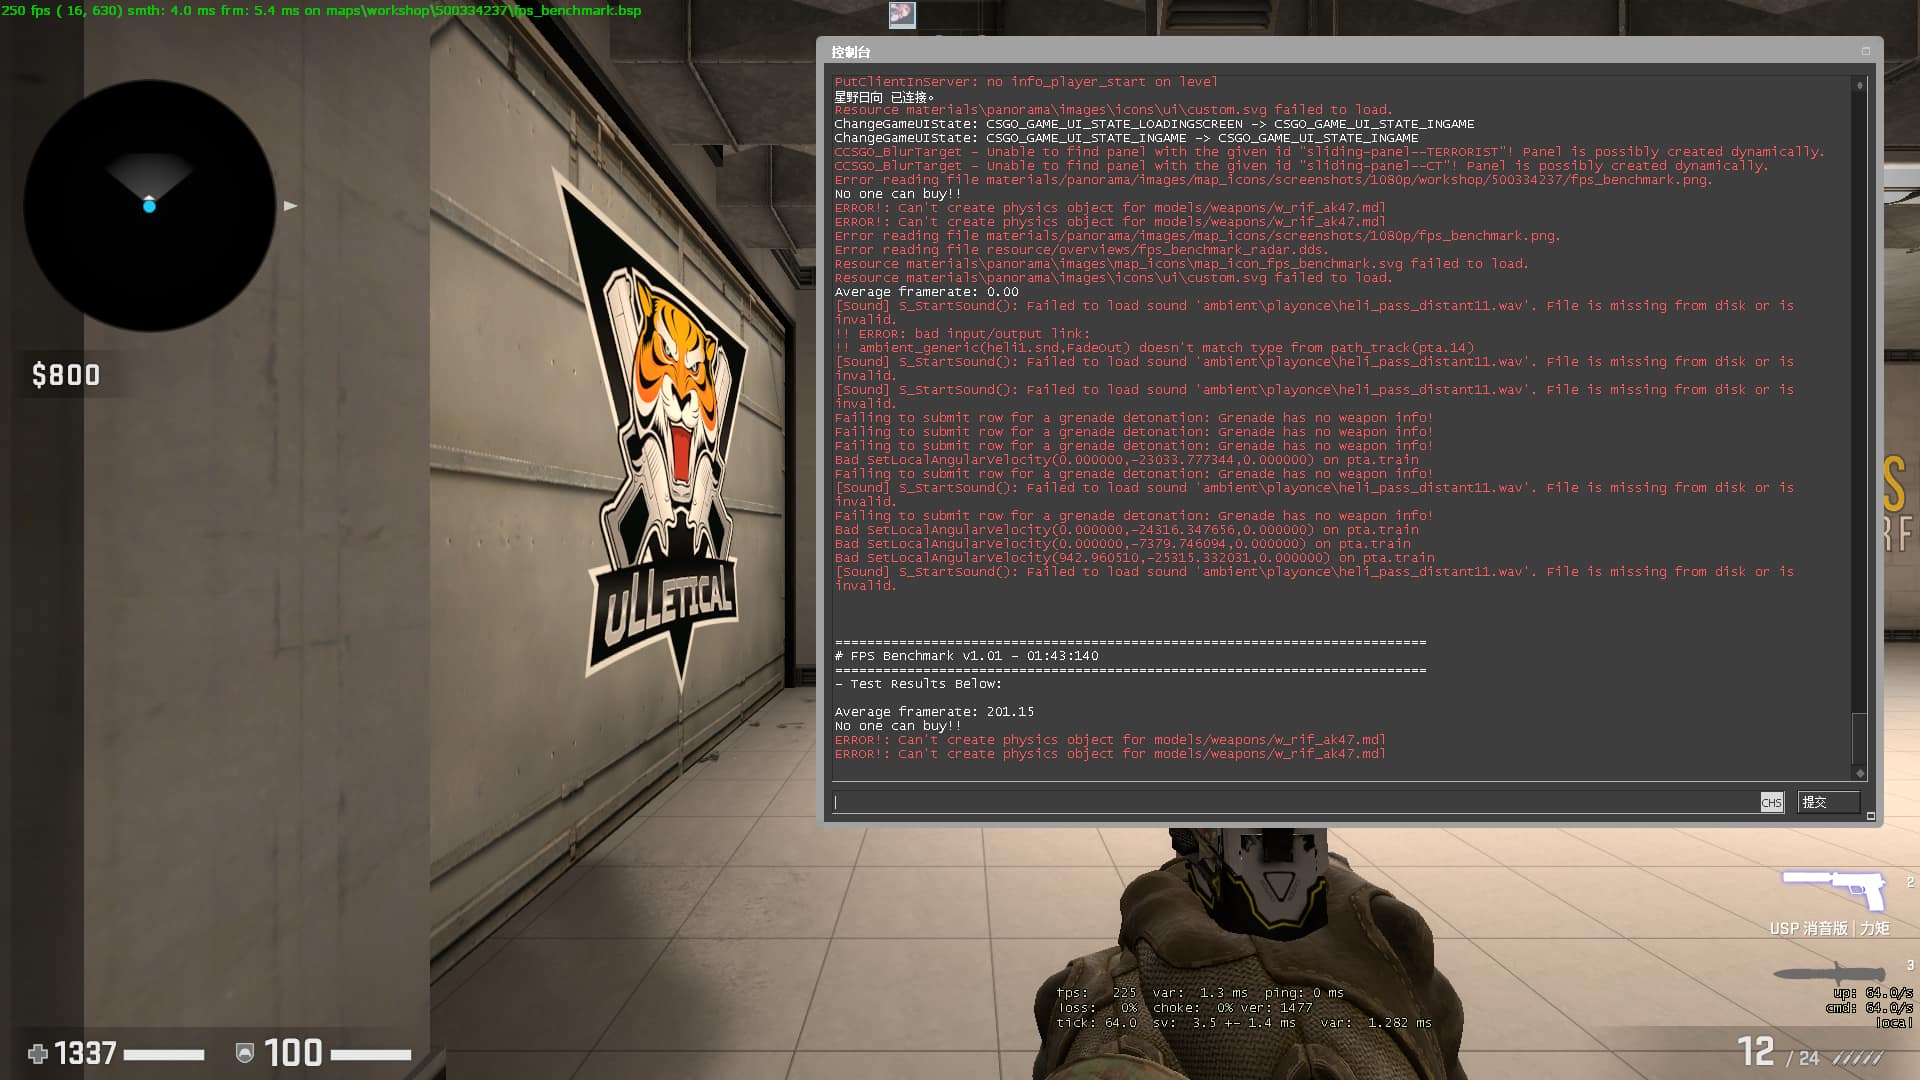 250 fps ( 16, 630) smth: 4.0 ms frm: 5.4 ms on maps\workshop\500334237\fps_benchmark.bsp
控制台
PutClientInServer: no info_player_start on level
星野日向 已连接。
Resource materials\panorama\images\icons\ui\custom.svg failed to load.
ChangeGameUIState: CSGO_GAME_UI_STATE_LOADINGSCREEN -> CSGO_GAME_UI_STATE_INGAME
ChangeGameUIState: CSGO_GAME_UI_STATE_INGAME -> CSGO_GAME_UI_STATE_INGAME
CCSGO_BlurTarget - Unable to find panel with the given id "sliding-panel--TERRORIST"! Panel is possibly created dynamically.
CCSGO_BlurTarget - Unable to find panel with the given id "sliding-panel--CT"! Panel is possibly created dynamically.
Error reading file materials/panorama/images/map_icons/screenshots/1080p/workshop/500334237/fps_benchmark.png.
No one can buy!!
ERROR!: Can't create physics object for models/weapons/w_rif_ak47.mdl
ERROR!: Can't create physics object for models/weapons/w_rif_ak47.mdl
Error reading file materials/panorama/images/map_icons/screenshots/1080p/fps_benchmark.png.
Error reading file resource/overviews/fps_benchmark_radar.dds.
Resource materials\panorama\images\map_icons\map_icon_fps_benchmark.svg failed to load.
Resource materials\panorama\images\icons\ui\custom.svg failed to load.
Average framerate: 0.00
[Sound] S_StartSound(): Failed to load sound 'ambient\playonce\heli_pass_distant11.wav'. File is missing from disk or is
invalid.
!! ERROR: bad input/output link:
!! ambient_generic(heli1.snd,FadeOut) doesn't match type from path_track(pta.14)
[Sound] S_StartSound(): Failed to load sound 'ambient\playonce\heli_pass_distant11.wav'. File is missing from disk or is
invalid.
[Sound] S_StartSound(): Failed to load sound 'ambient\playonce\heli_pass_distant11.wav'. File is missing from disk or is
invalid.
Failing to submit row for a grenade detonation: Grenade has no weapon info!
Failing to submit row for a grenade detonation: Grenade has no weapon info!
Failing to submit row for a grenade detonation: Grenade has no weapon info!
Bad SetLocalAngularVelocity(0.000000,-23033.777344,0.000000) on pta.train
Failing to submit row for a grenade detonation: Grenade has no weapon info!
[Sound] S_StartSound(): Failed to load sound 'ambient\playonce\heli_pass_distant11.wav'. File is missing from disk or is
invalid.
Failing to submit row for a grenade detonation: Grenade has no weapon info!
Bad SetLocalAngularVelocity(0.000000,-24316.347656,0.000000) on pta.train
Bad SetLocalAngularVelocity(0.000000,-7379.746094,0.000000) on pta.train
Bad SetLocalAngularVelocity(942.960510,-25315.332031,0.000000) on pta.train
[Sound] S_StartSound(): Failed to load sound 'ambient\playonce\heli_pass_distant11.wav'. File is missing from disk or is
invalid.
==========================================================================
# FPS Benchmark v1.01 - 01:43:140
==========================================================================
- Test Results Below:
Average framerate: 201.15
No one can buy!!
ERROR!: Can't create physics object for models/weapons/w_rif_ak47.mdl
ERROR!: Can't create physics object for models/weapons/w_rif_ak47.mdl
CHS
提交
$800
uLLETICAL
S
RF
2
USP 消音版 | 力矩
3
fps: 225 var: 1.3 ms ping: 0 ms
loss: 0% choke: 0% ver: 1477
tick: 64.0 sv: 3.5 +- 1.4 ms var: 1.282 ms
up: 64.0/s
cmd: 64.0/s
local
1337
100
12 / 24